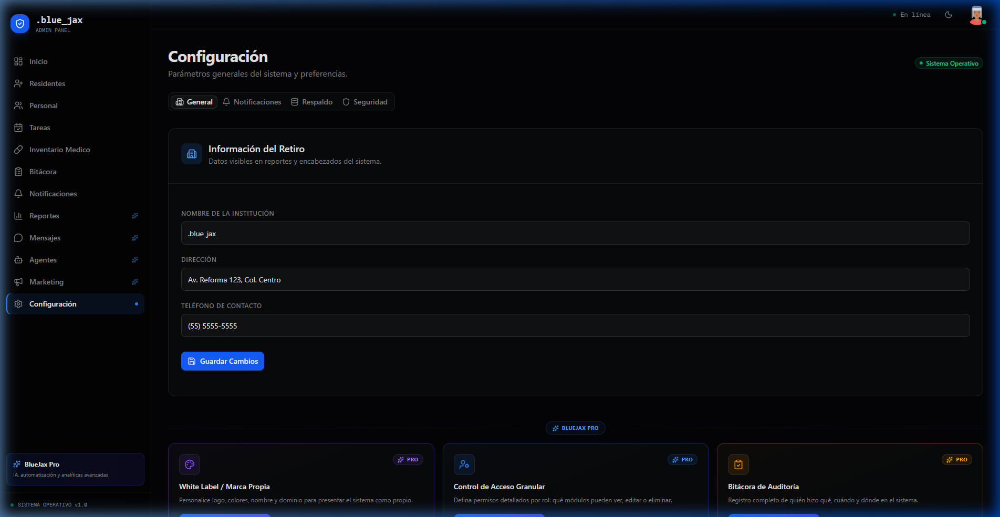 .blue_jax
ADMIN PANEL
En línea
Inicio
Residentes
Personal
Tareas
Inventario Medico
Bitácora
Notificaciones
Reportes
Mensajes
Agentes
Marketing
Configuración
BlueJax Pro
IA, automatización y analíticas avanzadas
SISTEMA OPERATIVO v1.0
Configuración
Parámetros generales del sistema y preferencias.
Sistema Operativo
General Notificaciones Respaldo Seguridad
Información del Retiro
Datos visibles en reportes y encabezados del sistema.
NOMBRE DE LA INSTITUCIÓN
.blue_jax
DIRECCIÓN
Av. Reforma 123, Col. Centro
TELÉFONO DE CONTACTO
(55) 5555-5555
Guardar Cambios
BLUEJAX PRO
PRO
White Label / Marca Propia
Personalice logo, colores, nombre y dominio para presentar el sistema como propio.
PRO
Control de Acceso Granular
Defina permisos detallados por rol: qué módulos pueden ver, editar o eliminar.
PRO
Bitácora de Auditoría
Registro completo de quién hizo qué, cuándo y dónde en el sistema.